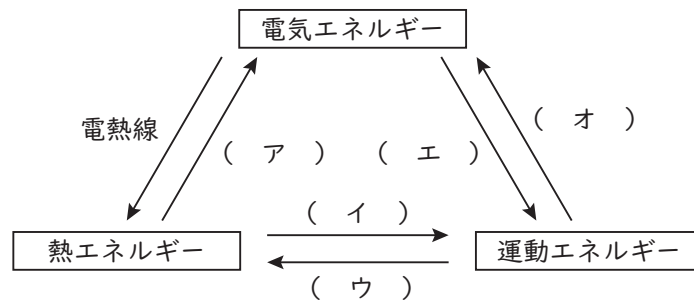 電気エネルギー
電熱線
( オ )
( ア )
( エ )
( イ )
熱エネルギー
運動エネルギー
( ウ )